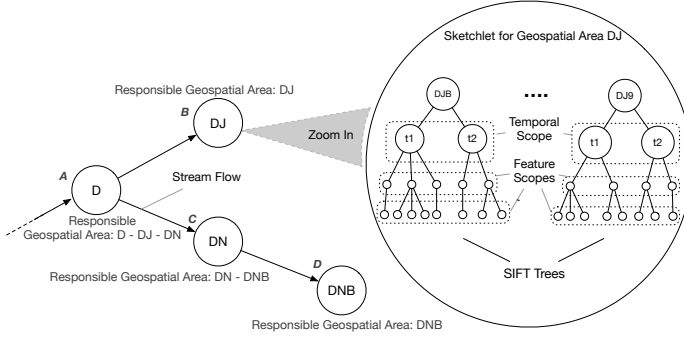 Sketchlet for Geospatial Area DJ
Responsible Geospatial Area: DJ
B
DJ
Zoom In
A
D
Stream Flow
Responsible
Geospatial Area: D - DJ - DN
C
DN
Responsible Geospatial Area: DN - DNB
D
DNB
Responsible Geospatial Area: DNB
DJB
....
DJ9
Temporal
Scope
t1
t2
t1
t2
Feature
Scopes
SIFT Trees